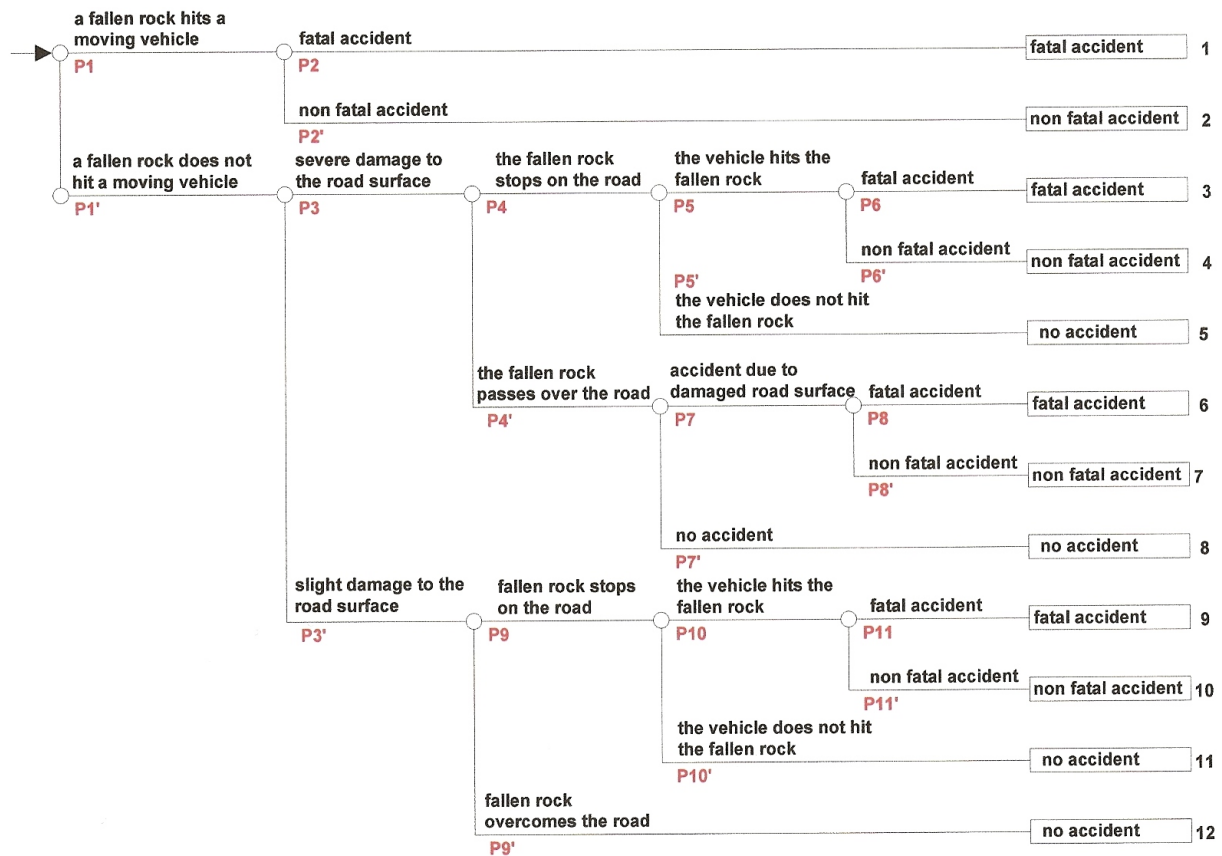 a fallen rock hits a
moving vehicle
P1
fatal accident
P2
fatal accident
1
non fatal accident
P2'
non fatal accident
2
a fallen rock does not
hit a moving vehicle
P1'
severe damage to
the road surface
P3
the fallen rock
stops on the road
P4
the vehicle hits the
fallen rock
P5
fatal accident
P6
fatal accident
3
non fatal accident
P6'
non fatal accident
4
P5'
the vehicle does not hit
the fallen rock
no accident
5
the fallen rock
passes over the road
P4'
accident due to
damaged road surface
P7
fatal accident
P8
fatal accident
6
non fatal accident
P8'
non fatal accident
7
no accident
P7'
no accident
8
slight damage to the
road surface
P3'
fallen rock stops
on the road
P9
the vehicle hits the
fallen rock
P10
fatal accident
P11
fatal accident
9
non fatal accident
P11'
non fatal accident
10
the vehicle does not hit
the fallen rock
P10'
no accident
11
fallen rock
overcomes the road
P9'
no accident
12